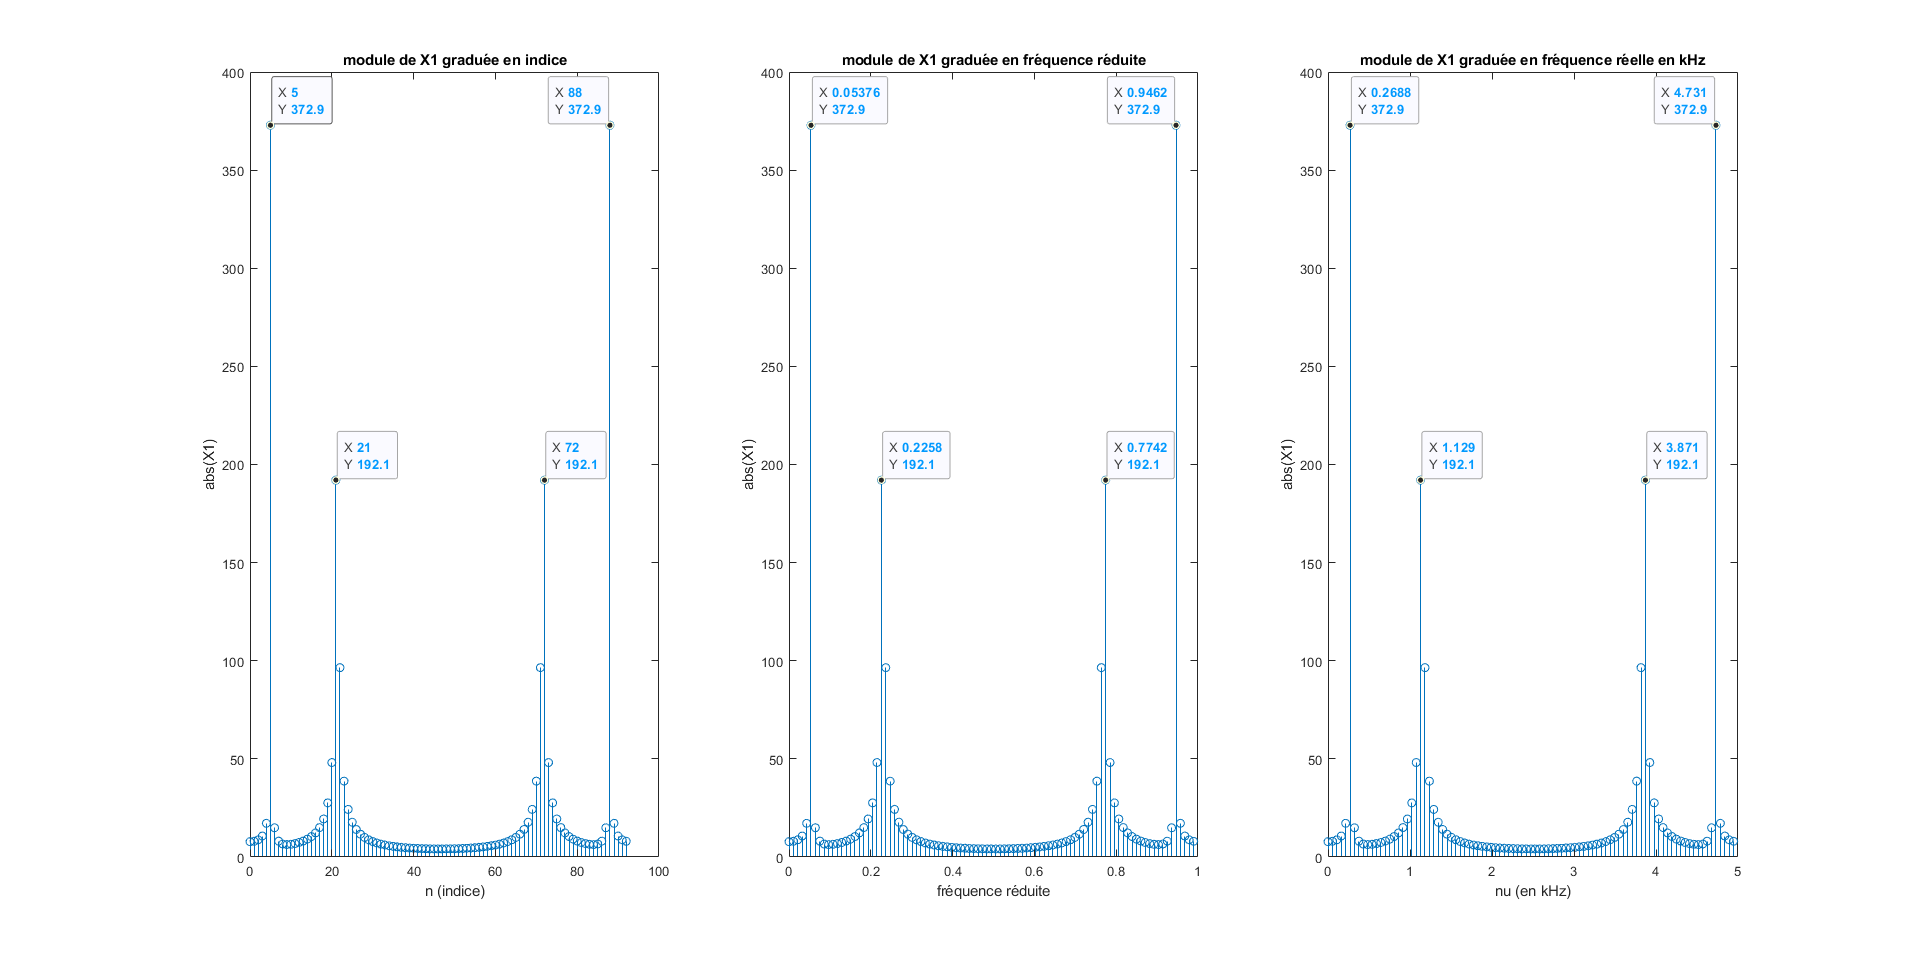 module de X1 graduée en indice
400
350
300
250
200
150
100
50
0
abs(X1)
X 5
Y 372.9
X 88
Y 372.9
X 21
Y 192.1
X 72
Y 192.1
0
20
40
60
80
100
n (indice)
module de X1 graduée en fréquence réduite
400
350
300
250
200
150
100
50
0
abs(X1)
X 0.05376
Y 372.9
X 0.9462
Y 372.9
X 0.2258
Y 192.1
X 0.7742
Y 192.1
0
0.2
0.4
0.6
0.8
1
fréquence réduite
module de X1 graduée en fréquence réelle en kHz
400
350
300
250
200
150
100
50
0
abs(X1)
X 0.2688
Y 372.9
X 4.731
Y 372.9
X 1.129
Y 192.1
X 3.871
Y 192.1
0
1
2
3
4
5
nu (en kHz)